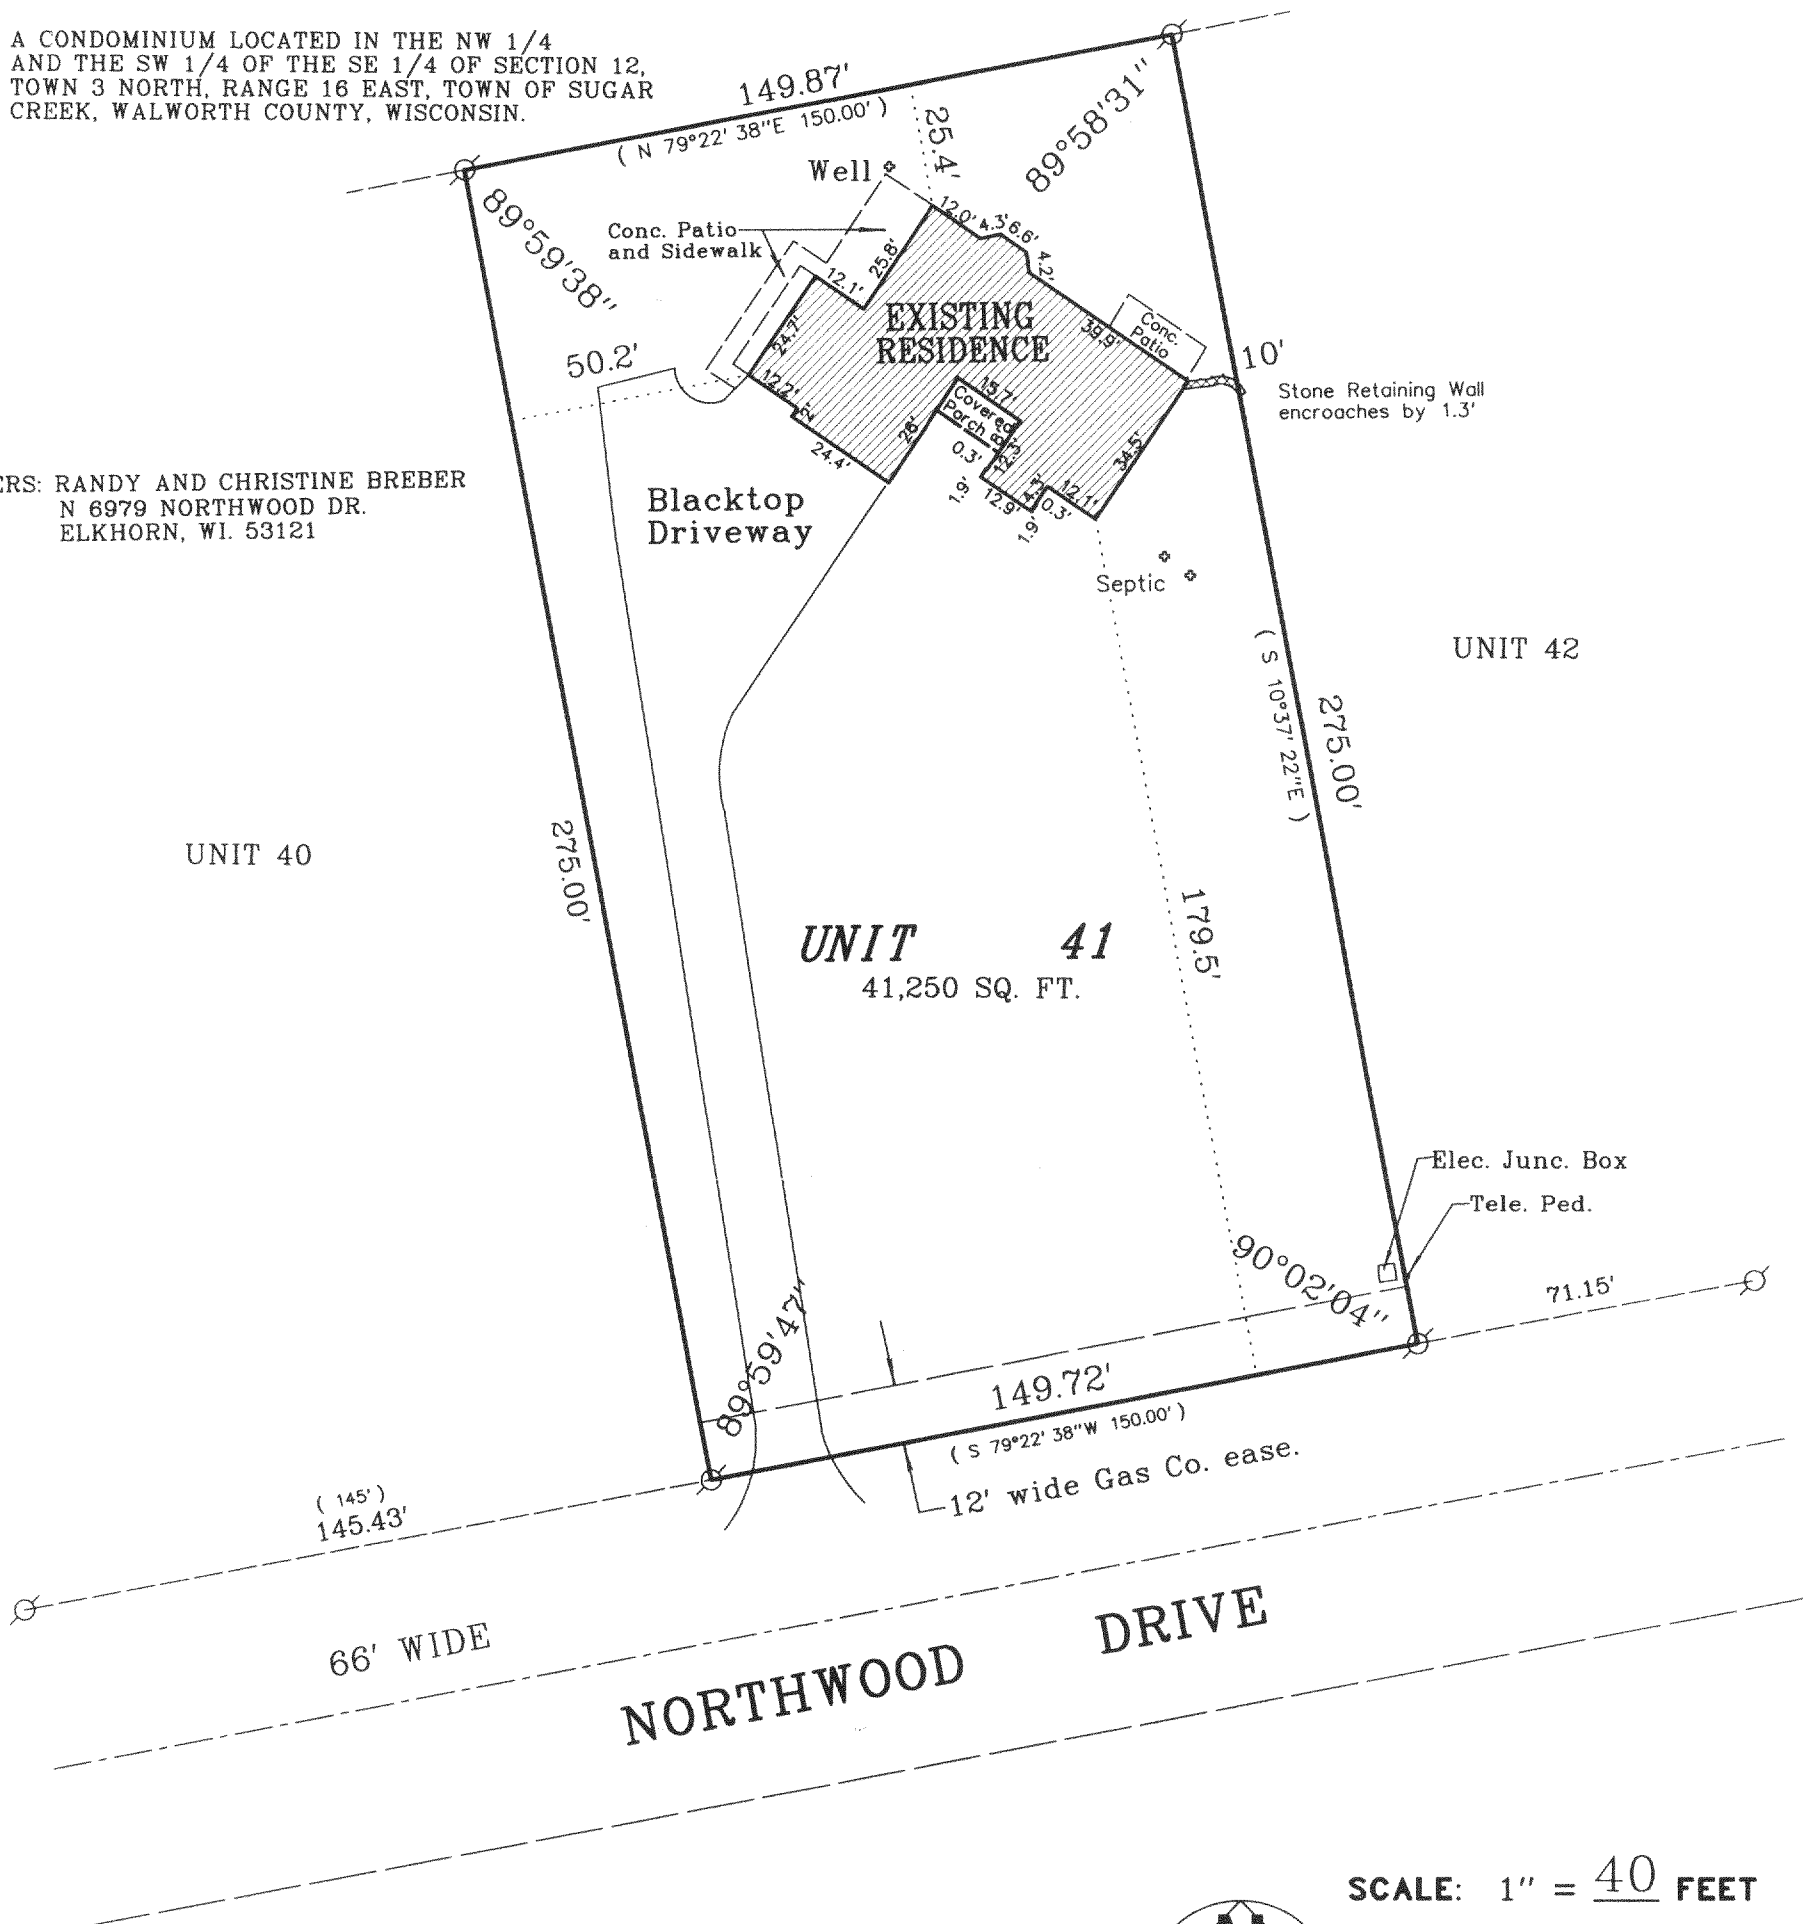 A CONDOMINIUM LOCATED IN THE NW 1/4
AND THE SW 1/4 OF THE SE 1/4 OF SECTION 12,
TOWN 3 NORTH, RANGE 16 EAST, TOWN OF SUGAR
CREEK, WALWORTH COUNTY, WISCONSIN.
149.87'
( N 79°22' 38"E 150.00' )
25.4'
89°58'31"
89°59'38"
Well
Conc. Patio
and Sidewalk
12.0'
4.3'
6.6'
4.2'
25.8'
12.1'
24.7'
EXISTING
RESIDENCE
39.9'
Conc.
Patio
10'
Stone Retaining Wall
encroaches by 1.3'
50.2'
12.2'
2'
24.4'
26'
15.7'
Covered
Porch
8'
0.3'
12.3'
1.9'
12.9'
1.9'
0.3'
12.1'
34.5'
ERS: RANDY AND CHRISTINE BREBER
N 6979 NORTHWOOD DR.
ELKHORN, WI. 53121
Blacktop
Driveway
Septic
UNIT 42
( S 10°37' 22"E )
275.00'
UNIT 40
275.00'
179.5'
UNIT 41
41,250 SQ. FT.
Elec. Junc. Box
Tele. Ped.
90°02'04"
71.15'
89°59'47"
149.72'
( S 79°22' 38"W 150.00' )
12' wide Gas Co. ease.
( 145' )
145.43'
66' WIDE
NORTHWOOD DRIVE
SCALE: 1" = 40 FEET